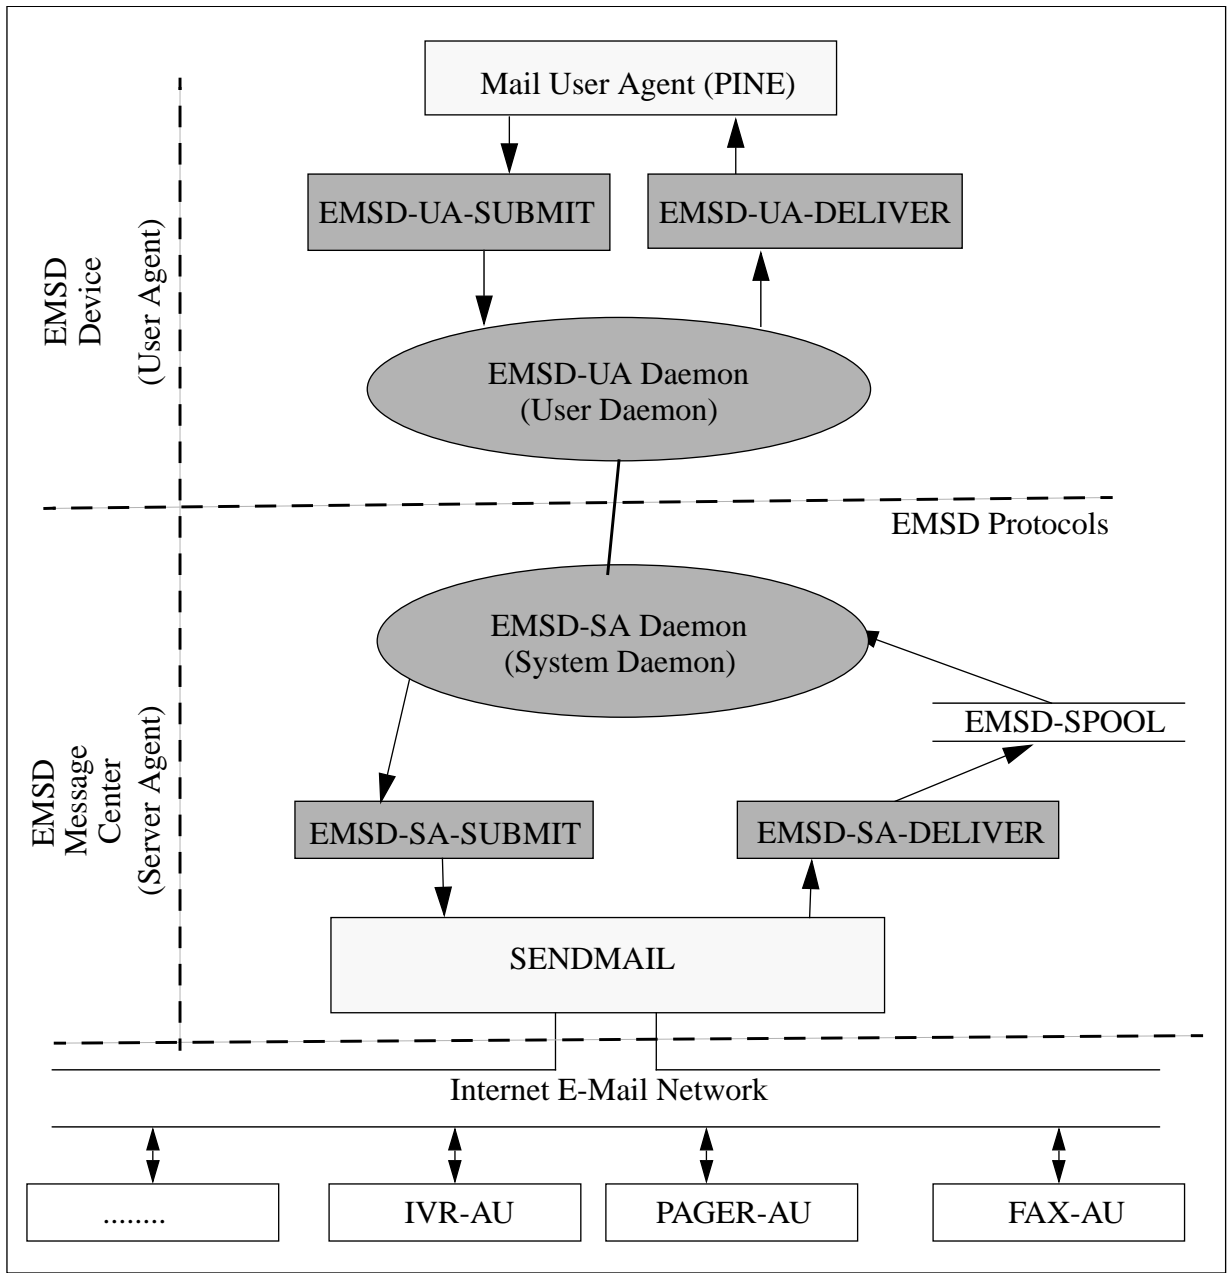 Mail User Agent (PINE)
EMSD-UA-SUBMIT
EMSD-UA-DELIVER
EMSD
Device
(User Agent)
EMSD-UA Daemon
(User Daemon)
EMSD Protocols
EMSD-SA Daemon
(System Daemon)
EMSD-SPOOL
EMSD
Message
Center
(Server Agent)
EMSD-SA-SUBMIT
EMSD-SA-DELIVER
SENDMAIL
Internet E-Mail Network
........
IVR-AU
PAGER-AU
FAX-AU